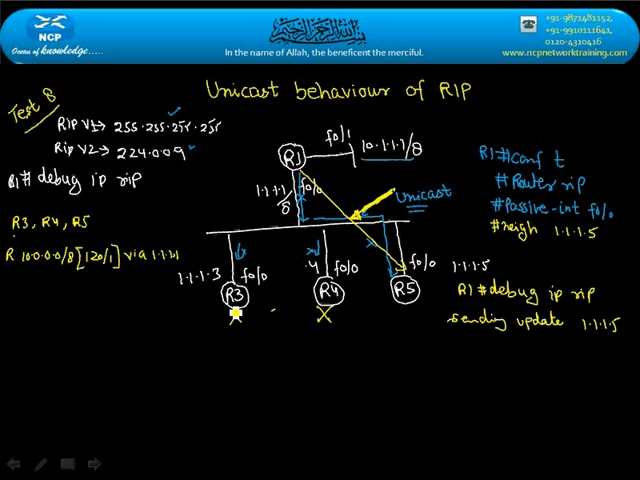 NCP
Ocean of knowledge.....
بسم الله الرحمن الرحيم
In the name of Allah, the beneficent the merciful.
+91-9871481152,
+91-9910111641,
0120-4310416
www.ncpnetworktraining.com
Test 8
Unicast behaviour of RIP
RIP V1→ 255.255.255.255
Rip V2→ 224.0.0.9
R1# debug ip rip
R3, R4, R5
R 10.0.0.0/8 [120/1] via 1.1.1.1
R1
f0/1
10.1.1.1/8
1.1.1.1
/8
f0/0
Unicast
1.1.1.3
f0/0
R3
.4
f0/0
R4
f0/0
1.1.1.5
R5
R1#conf t
#Router rip
#Passive-int f0/0
#neigh 1.1.1.5
R1#debug ip rip
sending update 1.1.1.5